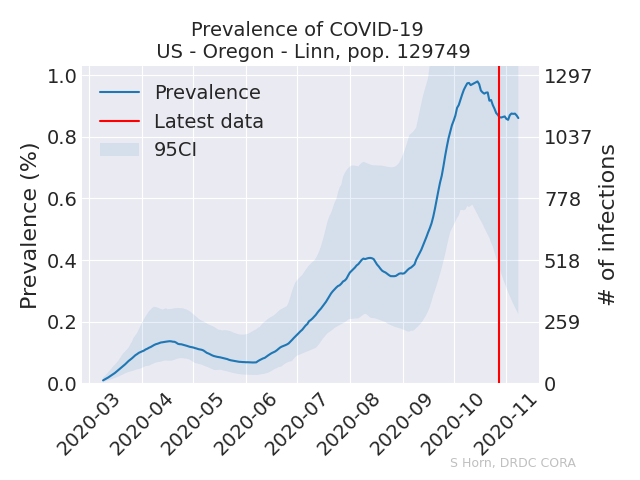 Prevalence of COVID-19
US - Oregon - Linn, pop. 129749
Prevalence
Latest data
95CI
Prevalence (%)
1.0
0.8
0.6
0.4
0.2
0.0
1297
1037
778
518
259
0
# of infections
2020-03
2020-04
2020-05
2020-06
2020-07
2020-08
2020-09
2020-10
2020-11
S Horn, DRDC CORA